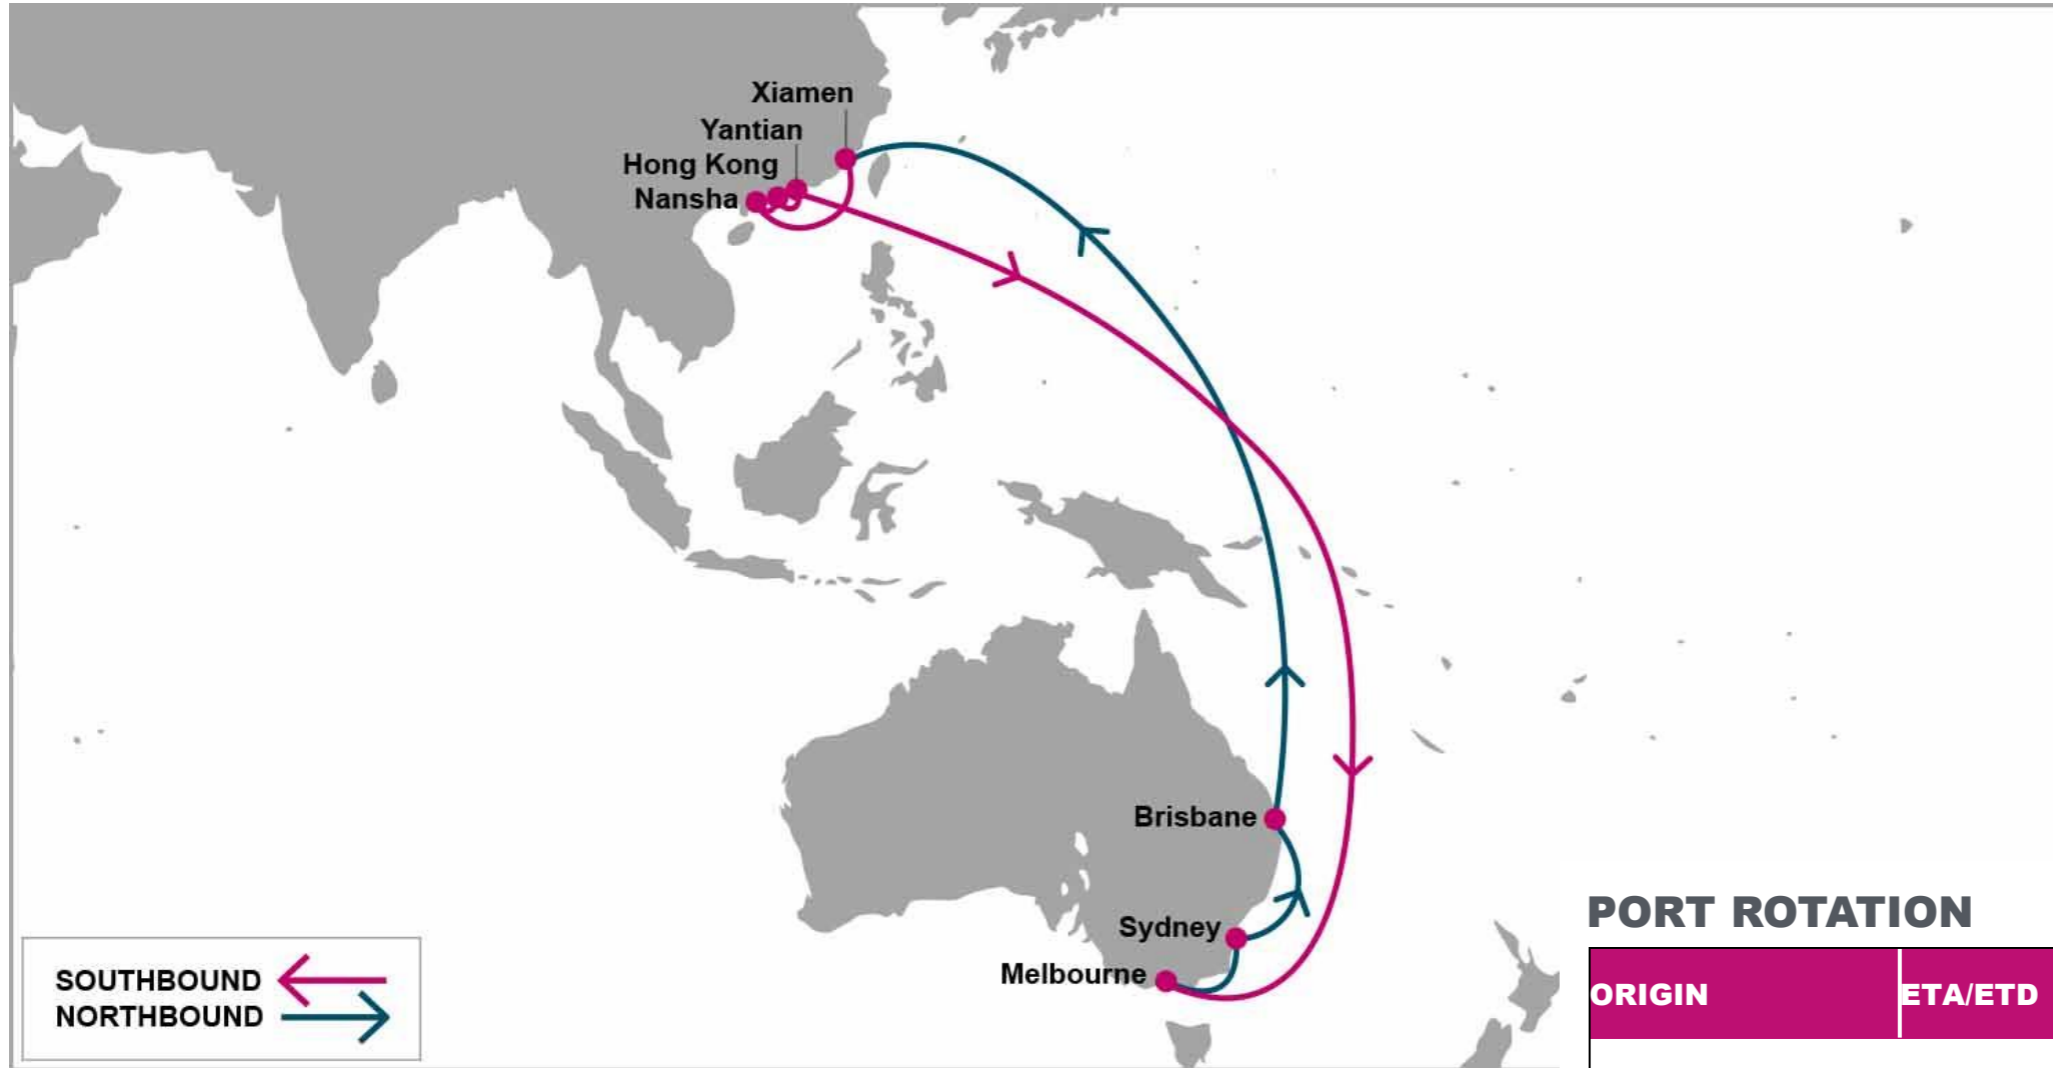 Xiamen
Yantian
Hong Kong
Nansha
Brisbane
Sydney
Melbourne
SOUTHBOUND
NORTHBOUND
PORT ROTATION
ORIGIN ETA/ETD